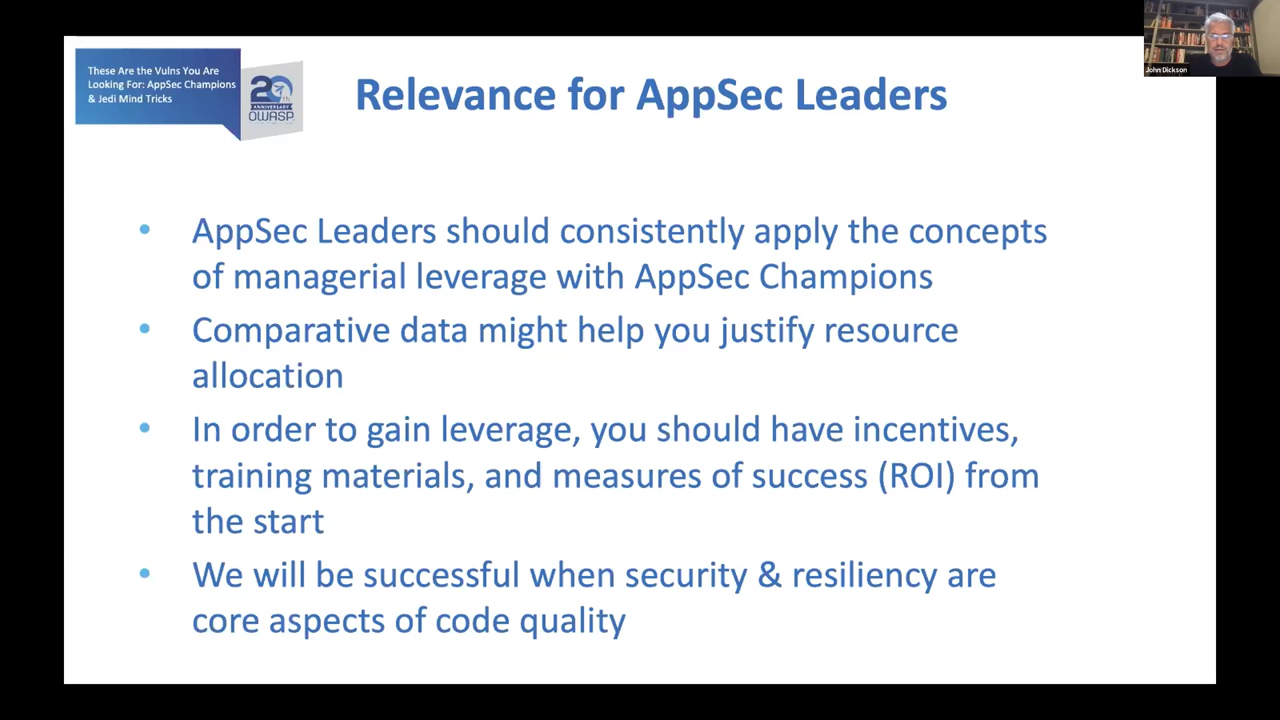 These Are the Vulns You Are
Looking For: AppSec Champions
& Jedi Mind Tricks
20th
ANNIVERSARY
OWASP
Relevance for AppSec Leaders
John Dickson
• AppSec Leaders should consistently apply the concepts
of managerial leverage with AppSec Champions
• Comparative data might help you justify resource
allocation
• In order to gain leverage, you should have incentives,
training materials, and measures of success (ROI) from
the start
• We will be successful when security & resiliency are
core aspects of code quality